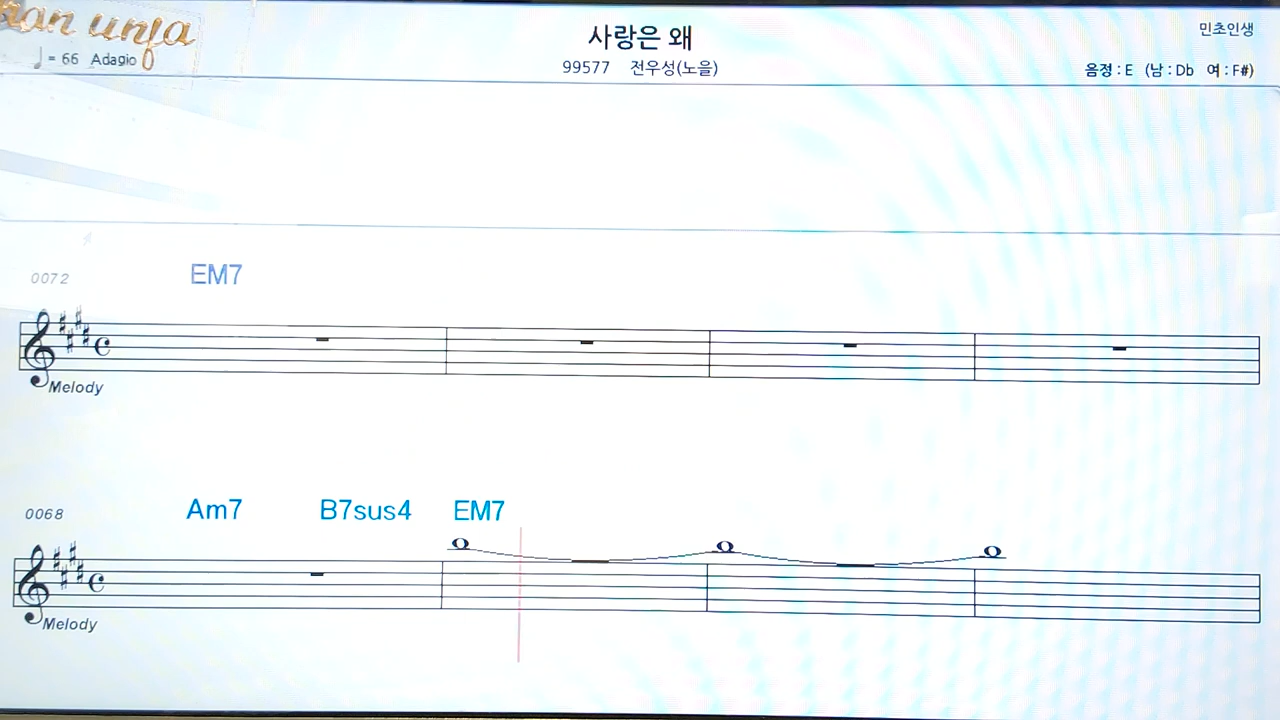 unja
사랑은 왜
민초인생
♩ = 66 Adagio
99577 전우성(노을)
음정 : E (남 : Db 여 : F#)
0072
EM7
Melody
0068
Am7 B7sus4 EM7
Melody